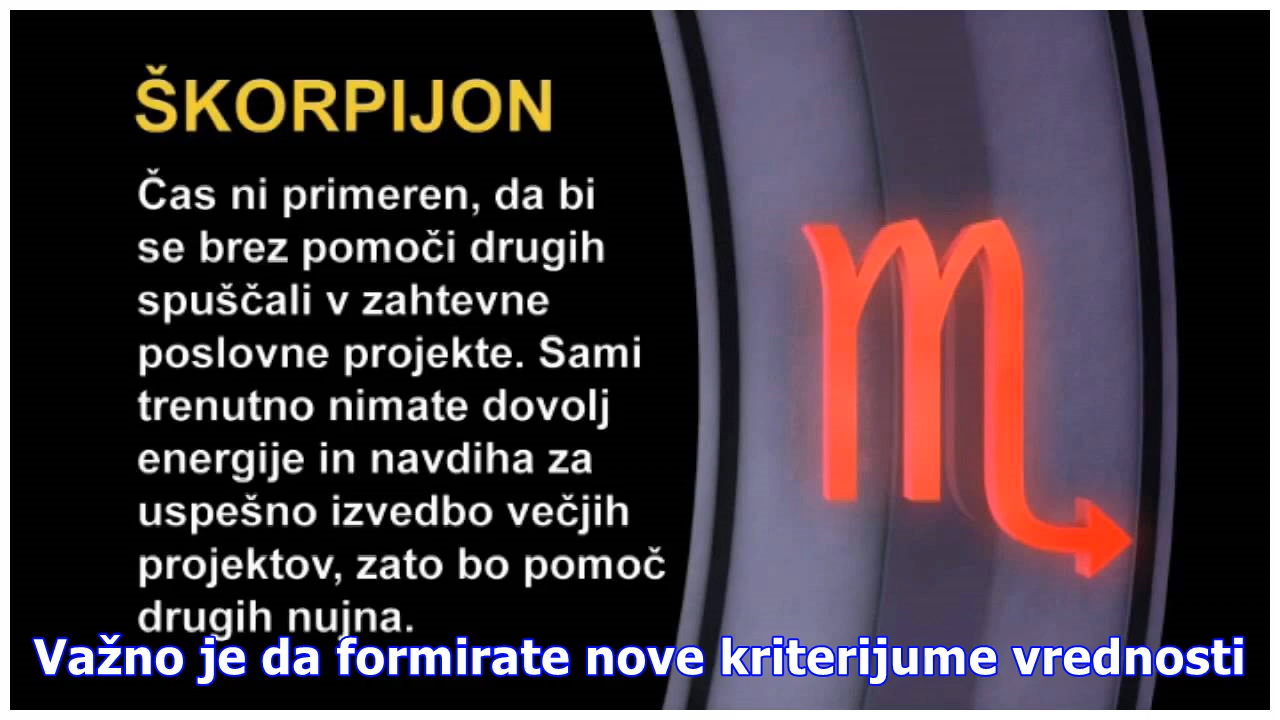 ŠKORPIJON
Čas ni primeren, da bi
se brez pomoči drugih
spuščali v zahtevne
poslovne projekte. Sami
trenutno nimate dovolj
energije in navdiha za
uspešno izvedbo večjih
projektov, zato bo pomoč
drugih nujna.
Važno je da formirate nove kriterijume vrednosti